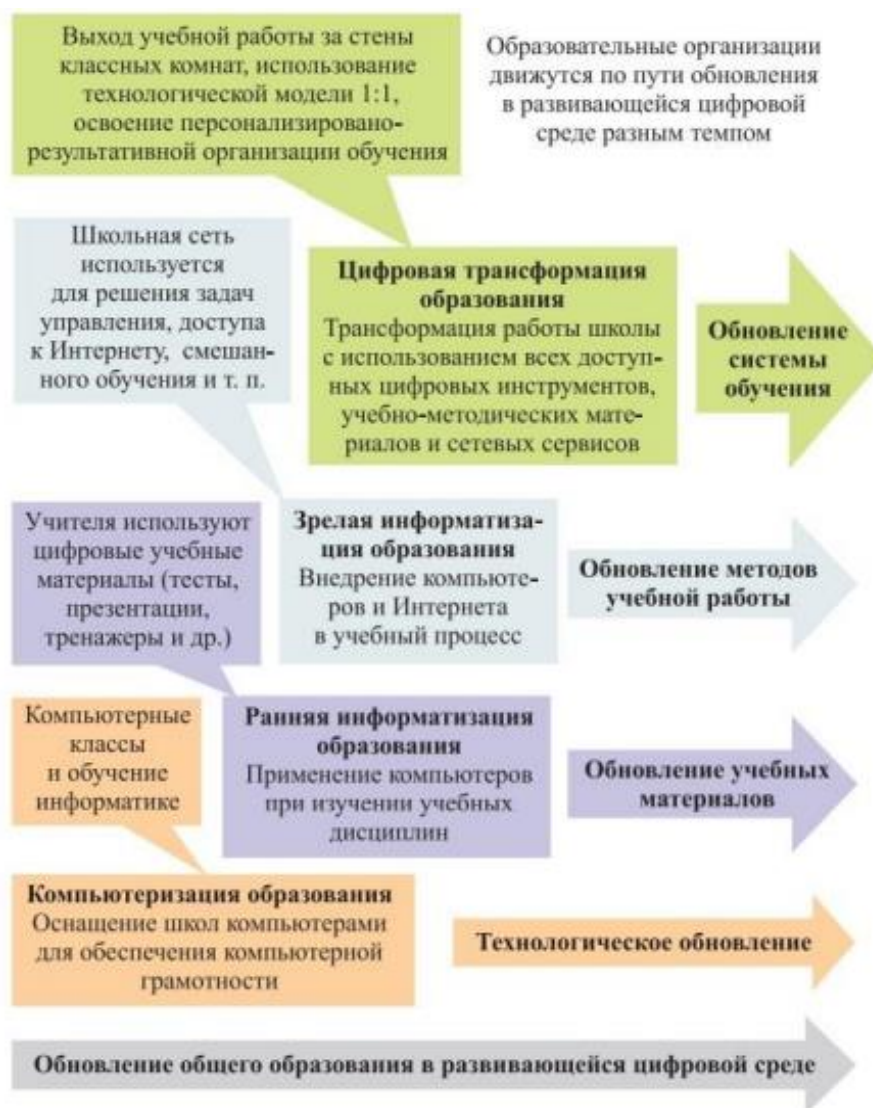 Выход учебной работы за стены
классных комнат, использование
технологической модели 1:1,
освоение персонализировано-
результативной организации обучения
Образовательные организации
движутся по пути обновления
в развивающейся цифровой
среде разным темпом
Школьная сеть
используется
для решения задач
управления, доступа
к Интернету, смешан-
ного обучения и т. п.
Цифровая трансформация
образования
Трансформация работы школы
с использованием всех доступ-
ных цифровых инструментов,
учебно-методических мате-
риалов и сетевых сервисов
Обновление
системы
обучения
Учителя используют
цифровые учебные
материалы (тесты,
презентации,
тренажеры и др.)
Зрелая информатиза-
ция образования
Внедрение компьюте-
ров и Интернета
в учебный процесс
Обновление методов
учебной работы
Компьютерные
классы
и обучение
информатике
Ранняя информатизация
образования
Применение компьютеров
при изучении учебных
дисциплин
Обновление учебных
материалов
Компьютеризация образования
Оснащение школ компьютерами
для обеспечения компьютерной
грамотности
Технологическое обновление
Обновление общего образования в развивающейся цифровой среде